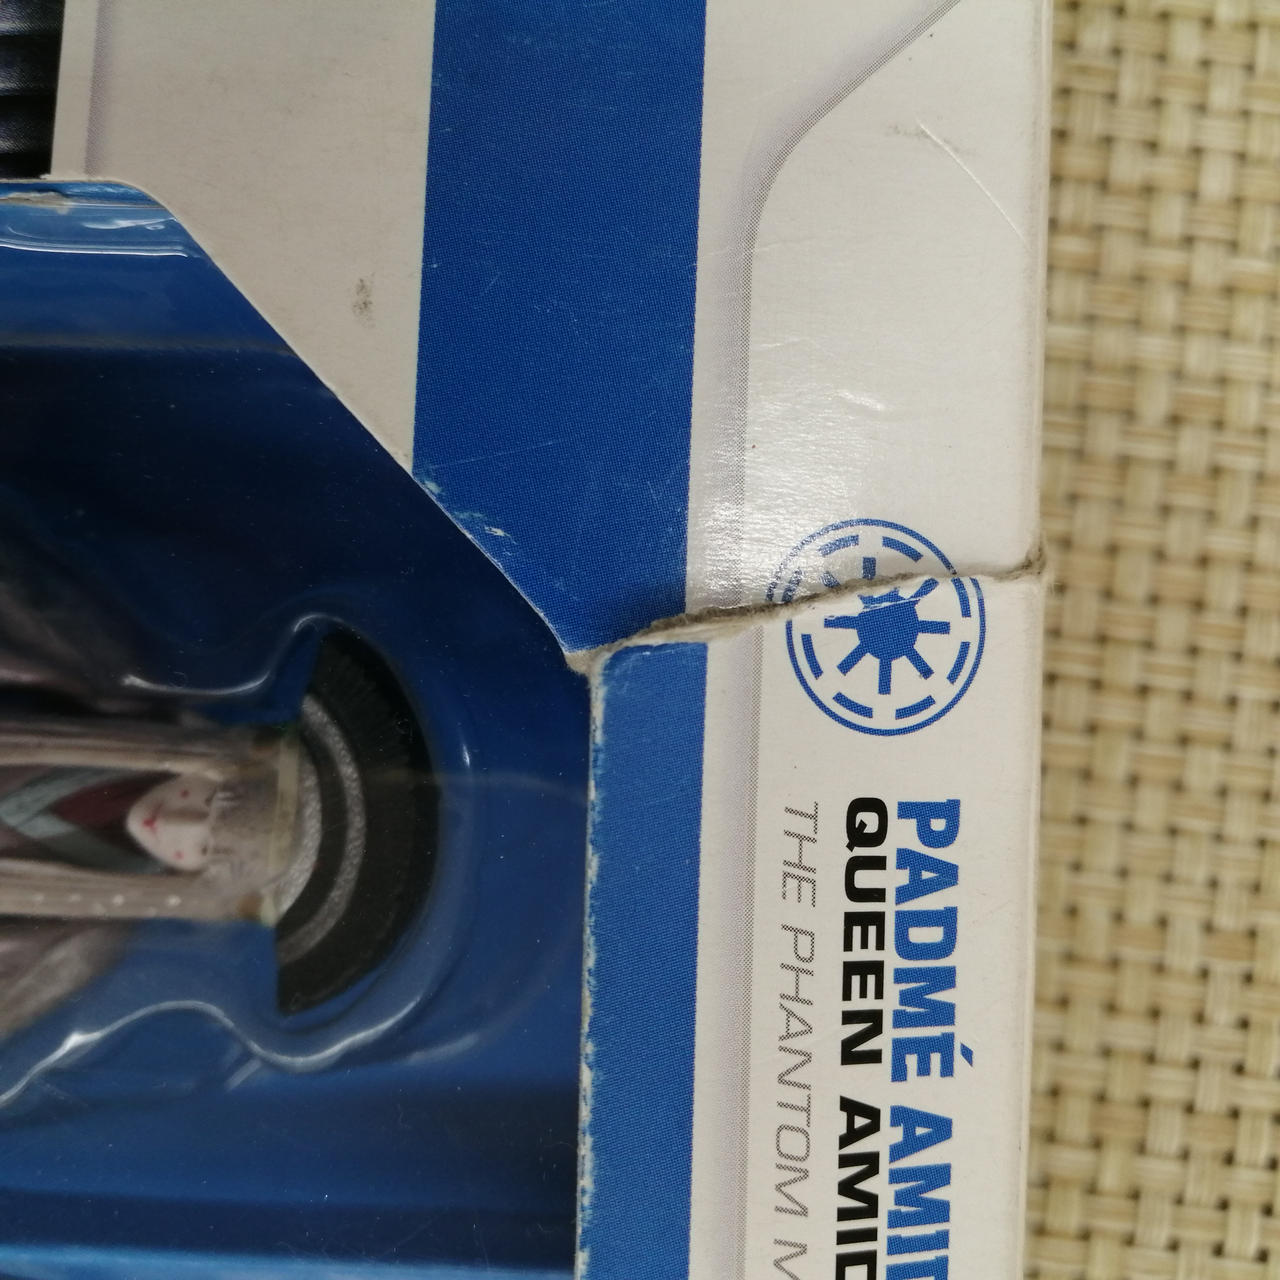 PADMÉ AMID
QUEEN AMID
THE PHANTOM M